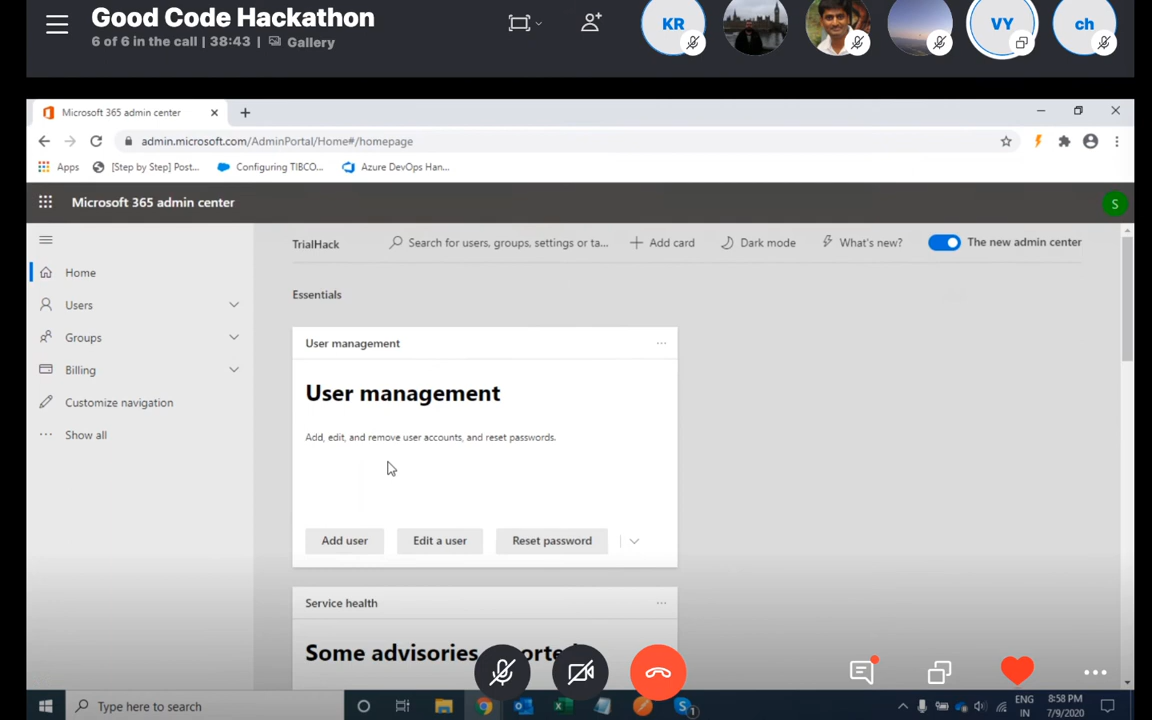 Good Code Hackathon
6 of 6 in the call | 38:43 | Gallery
KR
VY
ch
Microsoft 365 admin center
admin.microsoft.com/AdminPortal/Home#/homepage
Apps
[Step by Step] Post...
Configuring TIBCO...
Azure DevOps Han...
Microsoft 365 admin center
S
TrialHack
Search for users, groups, settings or ta...
Add card
Dark mode
What's new?
The new admin center
Home
Users
Groups
Billing
Customize navigation
Show all
Essentials
User management
User management
Add, edit, and remove user accounts, and reset passwords.
Add user
Edit a user
Reset password
Service health
Some advisories
Type here to search
1
ENG
IN
8:58 PM
7/9/2020